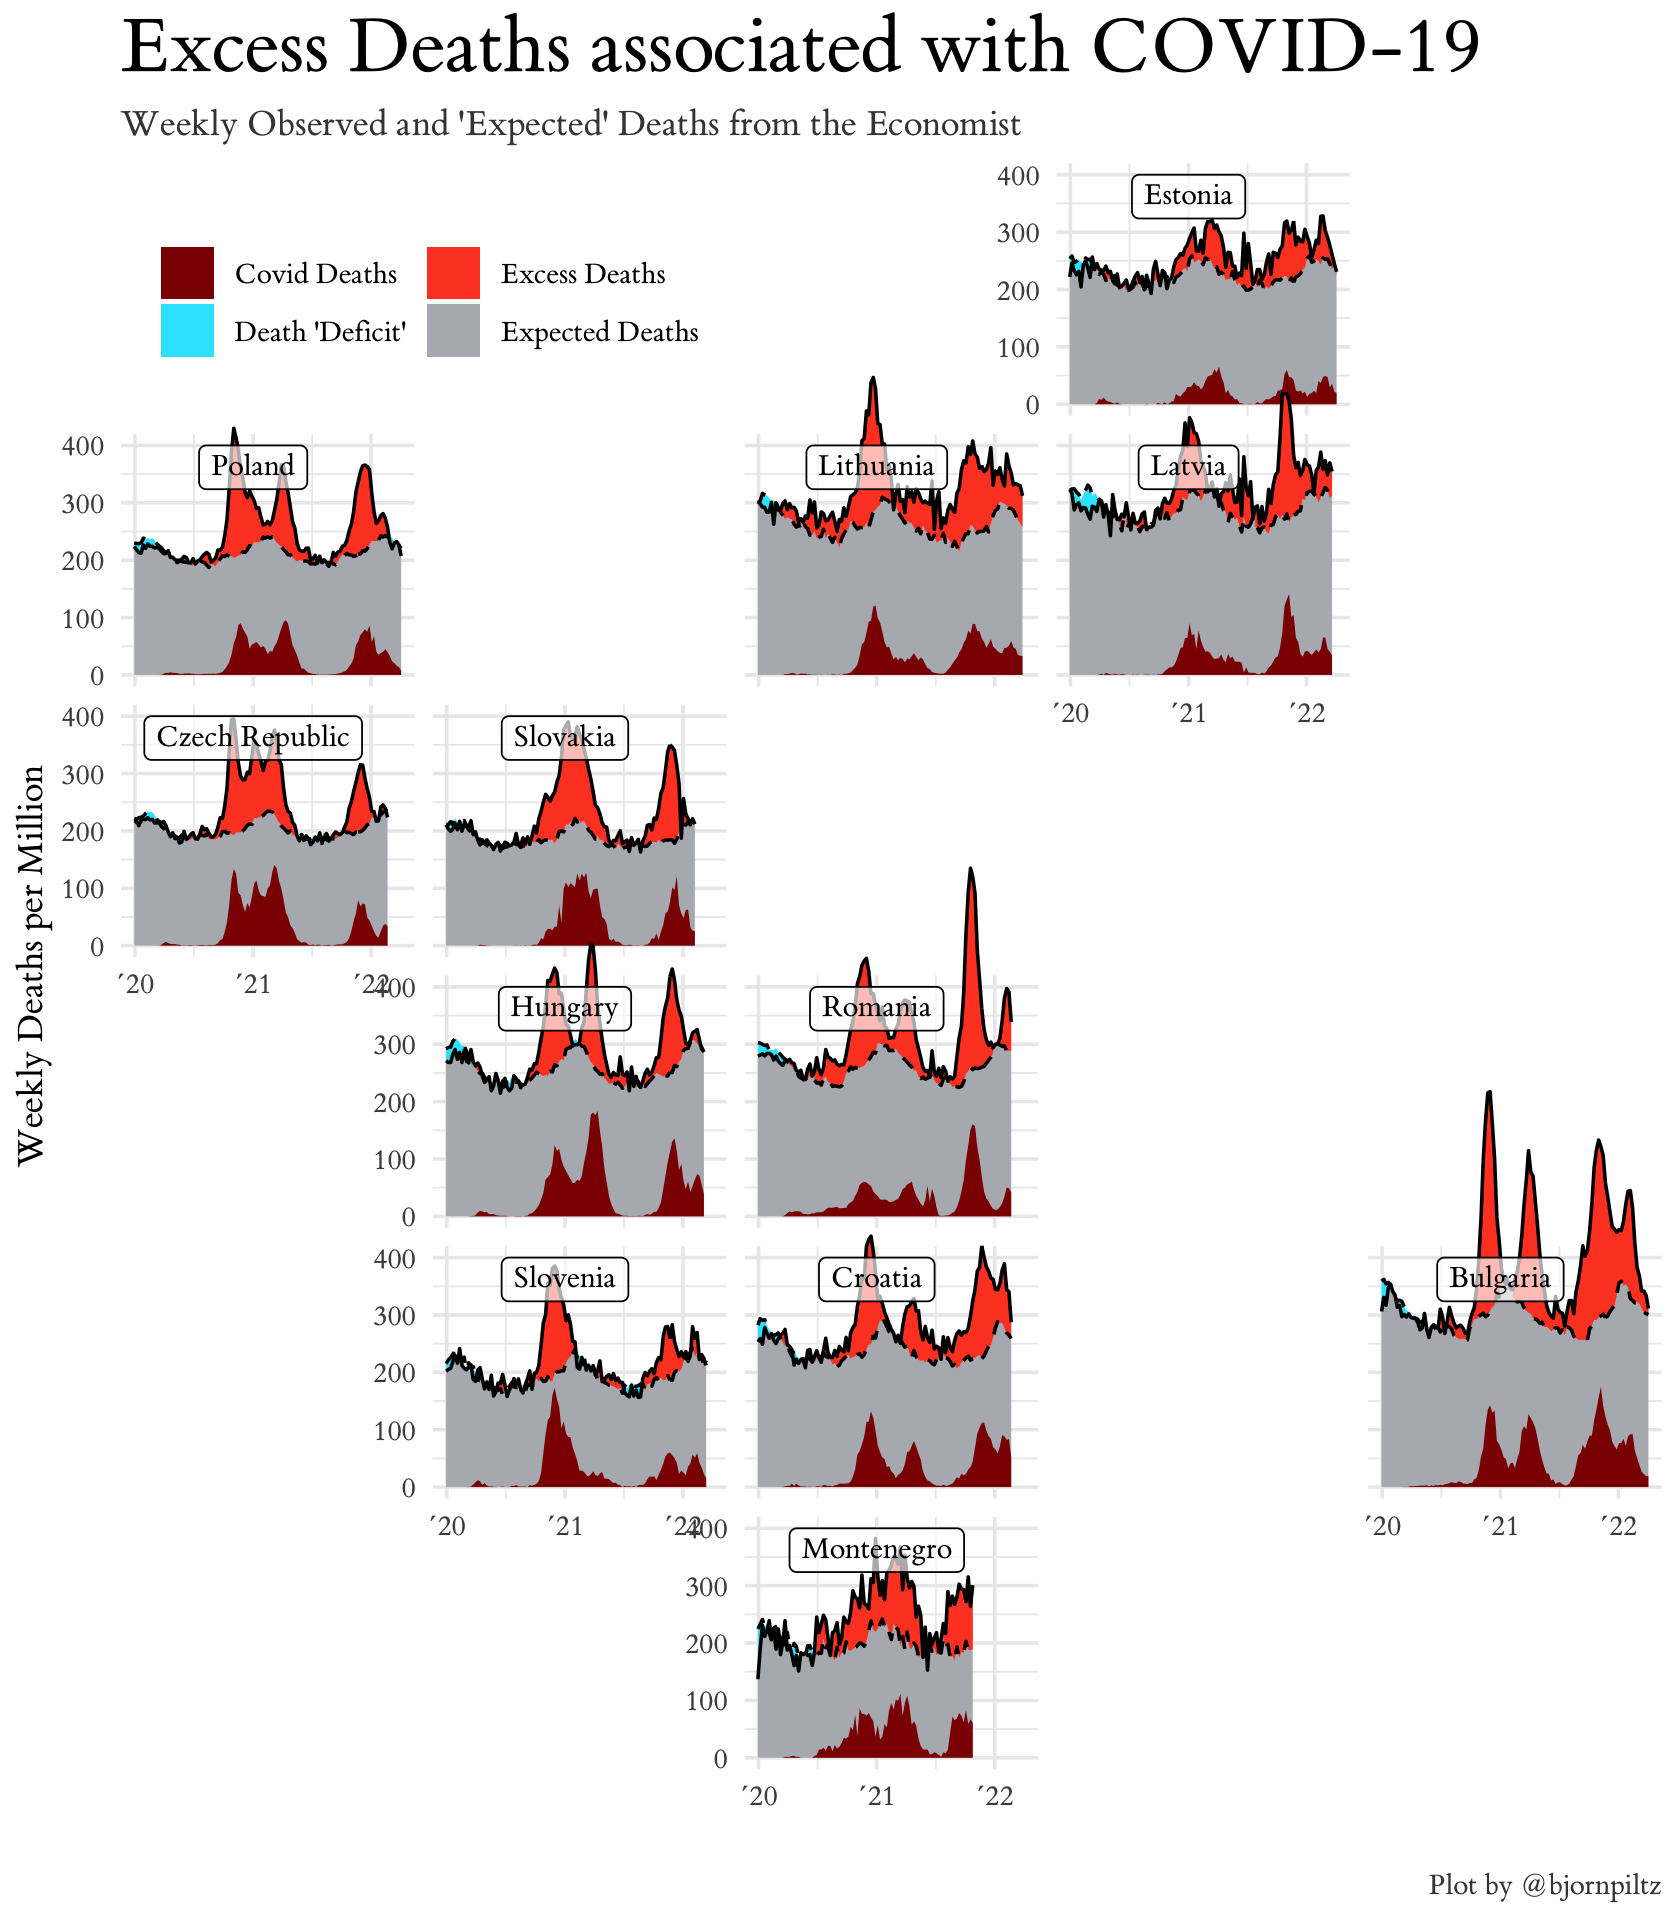 Excess Deaths associated with COVID-19
Weekly Observed and 'Expected' Deaths from the Economist
Covid Deaths
Excess Deaths
Death 'Deficit'
Expected Deaths
Weekly Deaths per Million
Estonia
400
300
200
100
0
Poland
400
300
200
100
0
Lithuania
Latvia
´20 ´21 ´22
Czech Republic
400
300
200
100
0
´20 ´21 ´22
Slovakia
Hungary
400
300
200
100
0
Romania
Slovenia
400
300
200
100
0
´20 ´21 ´22
Croatia
Bulgaria
´20 ´21 ´22
Montenegro
400
300
200
100
0
´20 ´21 ´22
Plot by @bjornpiltz